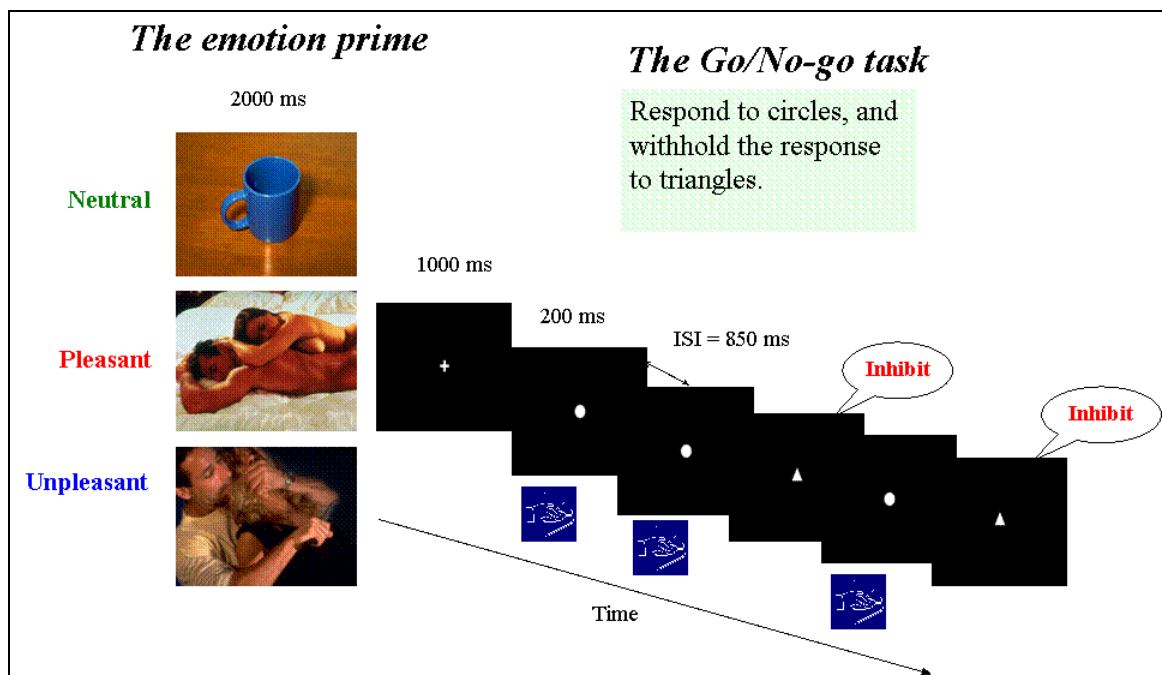 The emotion prime
The Go/No-go task
2000 ms
Respond to circles, and
withhold the response
to triangles.
Neutral
1000 ms
200 ms
ISI = 850 ms
Pleasant
Inhibit
Inhibit
Unpleasant
Time